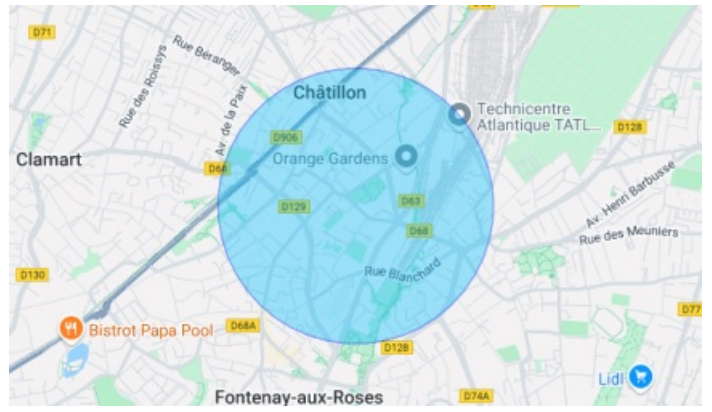 D71
Rue Béranger
Rue des Roissys
Av. de la Paix
Châtillon
Technicentre
Atlantique TATL...
D128
D906
Orange Gardens
Clamart
D68
D63
D129
Av. Henri Barbusse
D68
Rue des Meuniers
Rue Blanchard
D130
D77
Bistrot Papa Pool
D68A
D128
Lidl
Fontenay-aux-Roses
D74A